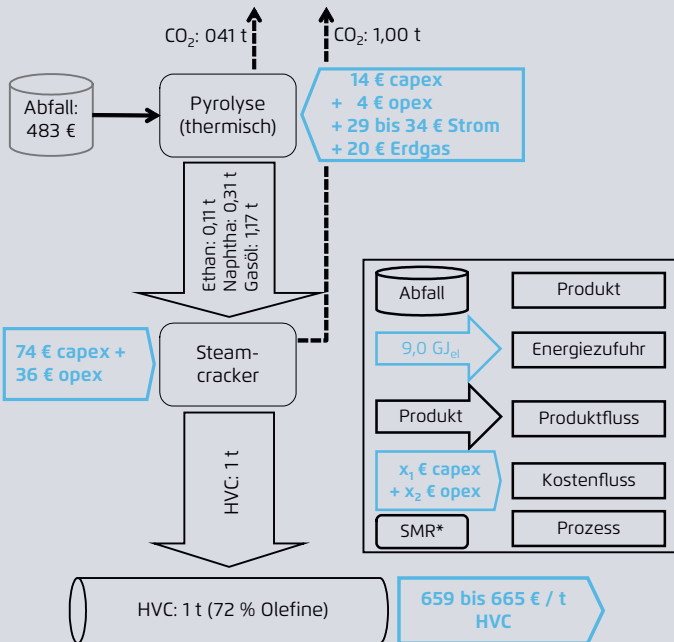 CO₂: 041 t
CO₂: 1,00 t
Abfall:
483 €
Pyrolyse
(thermisch)
14 € capex
+ 4 € opex
+ 29 bis 34 € Strom
+ 20 € Erdgas
Ethan: 0,11 t
Naphtha: 0,31 t
Gasöl: 1,17 t
74 € capex +
36 € opex
Steam-
cracker
HVC: 1 t
HVC: 1 t (72 % Olefine)
659 bis 665 € / t
HVC
Abfall
Produkt
9,0 GJel
Energiezufuhr
Produkt
Produktfluss
x₁ € capex
+ x₂ € opex
Kostenfluss
SMR*
Prozess